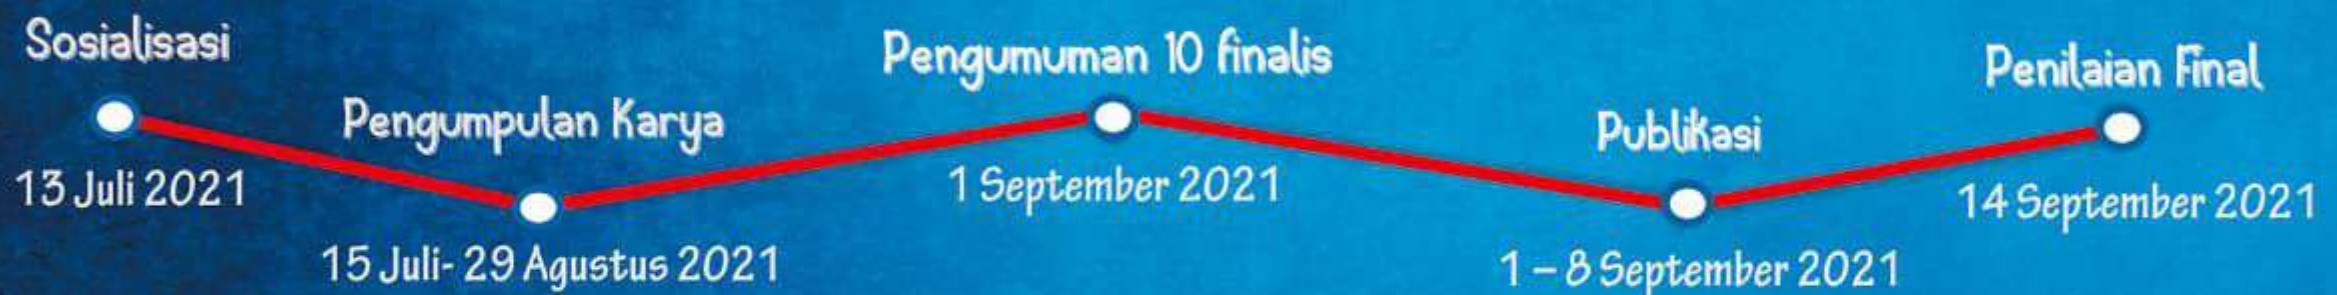 Sosialisasi
13 Juli 2021
Pengumpulan Karya
15 Juli- 29 Agustus 2021
Pengumuman 10 finalis
1 September 2021
Publikasi
1 – 8 September 2021
Penilaian Final
14 September 2021